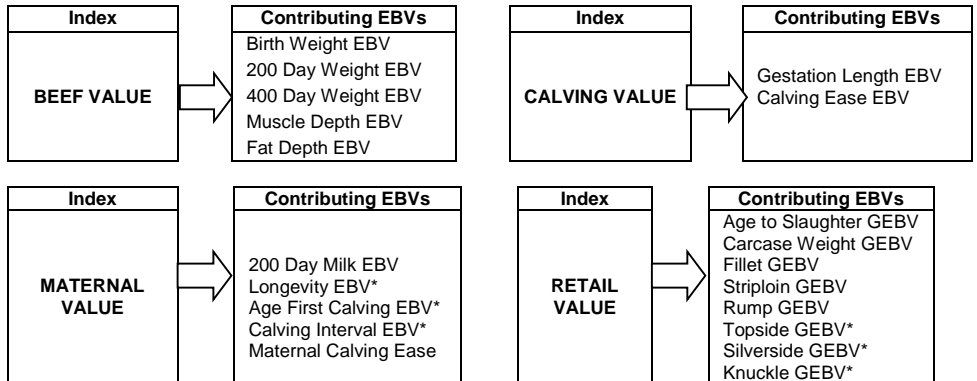 Index
Contributing EBVs
BEEF VALUE
Birth Weight EBV
200 Day Weight EBV
400 Day Weight EBV
Muscle Depth EBV
Fat Depth EBV
Index
Contributing EBVs
CALVING VALUE
Gestation Length EBV
Calving Ease EBV
Index
Contributing EBVs
MATERNAL
VALUE
200 Day Milk EBV
Longevity EBV*
Age First Calving EBV*
Calving Interval EBV*
Maternal Calving Ease
Index
Contributing EBVs
RETAIL
VALUE
Age to Slaughter GEBV
Carcase Weight GEBV
Fillet GEBV
Striploin GEBV
Rump GEBV
Topside GEBV*
Silverside GEBV*
Knuckle GEBV*